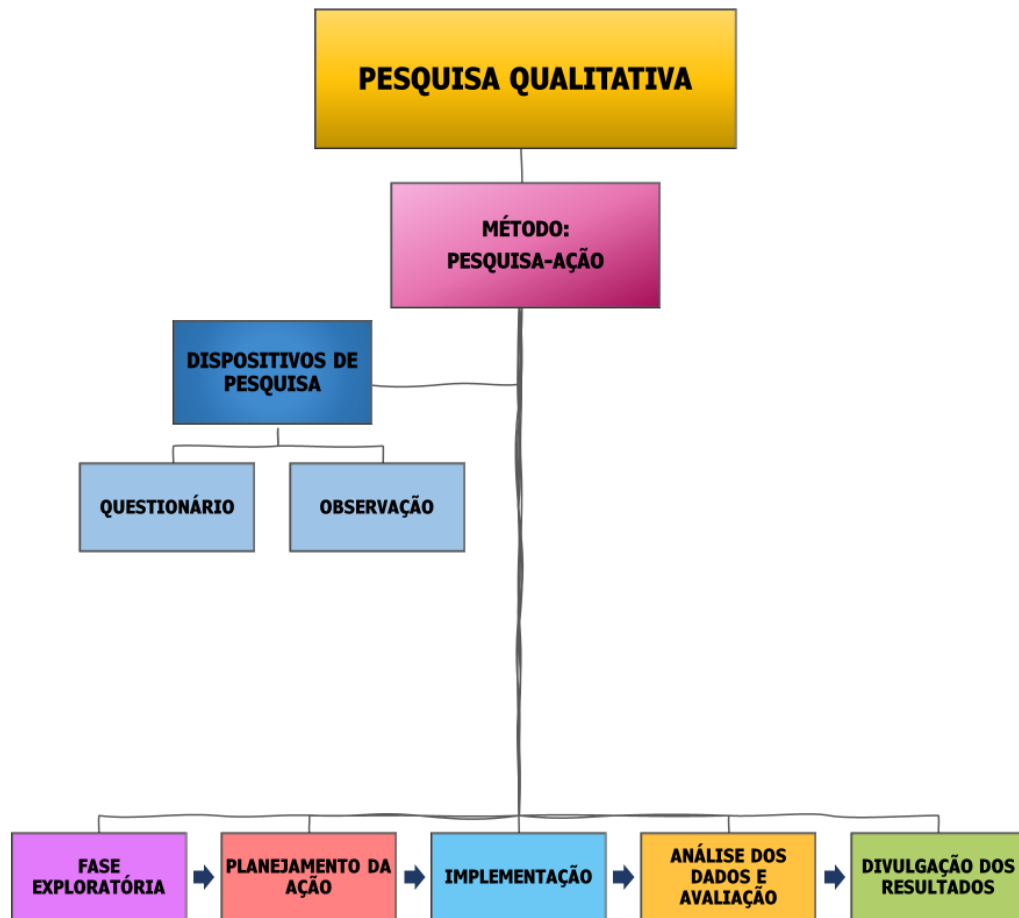 PESQUISA QUALITATIVA
MÉTODO:
PESQUISA-AÇÃO
DISPOSITIVOS DE
PESQUISA
QUESTIONÁRIO
OBSERVAÇÃO
FASE
EXPLORATÓRIA
PLANEJAMENTO DA
AÇÃO
IMPLEMENTAÇÃO
ANÁLISE DOS
DADOS E
AVALIAÇÃO
DIVULGAÇÃO DOS
RESULTADOS